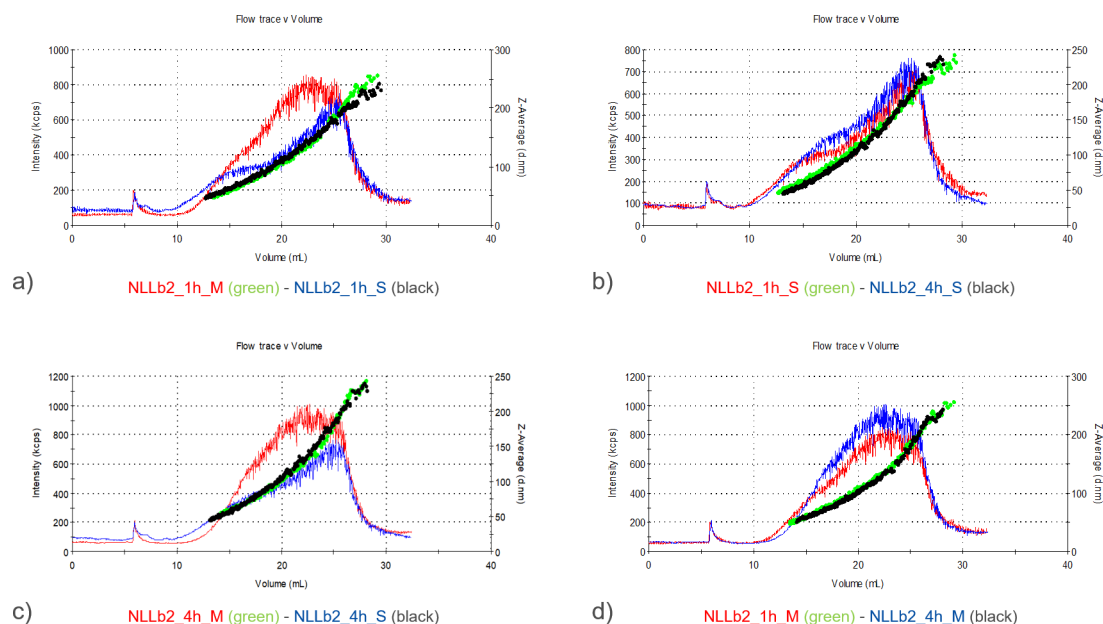 Flow trace v Volume
1000
800
600
400
200
0
Intensity (kcps)
300
200
100
0
Z-Average (d.nm)
0 10 20 30 40
Volume (mL)
a) NLLb2_1h_M (green) - NLLb2_1h_S (black)
Flow trace v Volume
800
700
600
500
400
300
200
100
0
Intensity (kcps)
250
200
150
100
50
0
Z-Average (d.nm)
0 10 20 30 40
Volume (mL)
b) NLLb2_1h_S (green) - NLLb2_4h_S (black)
Flow trace v Volume
1200
1000
800
600
400
200
0
Intensity (kcps)
250
200
150
100
50
0
Z-Average (d.nm)
0 10 20 30 40
Volume (mL)
c) NLLb2_4h_M (green) - NLLb2_4h_S (black)
Flow trace v Volume
1200
1000
800
600
400
200
0
Intensity (kcps)
300
200
100
0
Z-Average (d.nm)
0 10 20 30 40
Volume (mL)
d) NLLb2_1h_M (green) - NLLb2_4h_M (black)